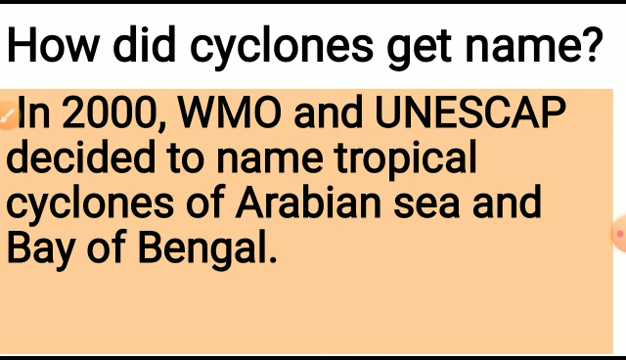 How did cyclones get name?
In 2000, WMO and UNESCAP
decided to name tropical
cyclones of Arabian sea and
Bay of Bengal.